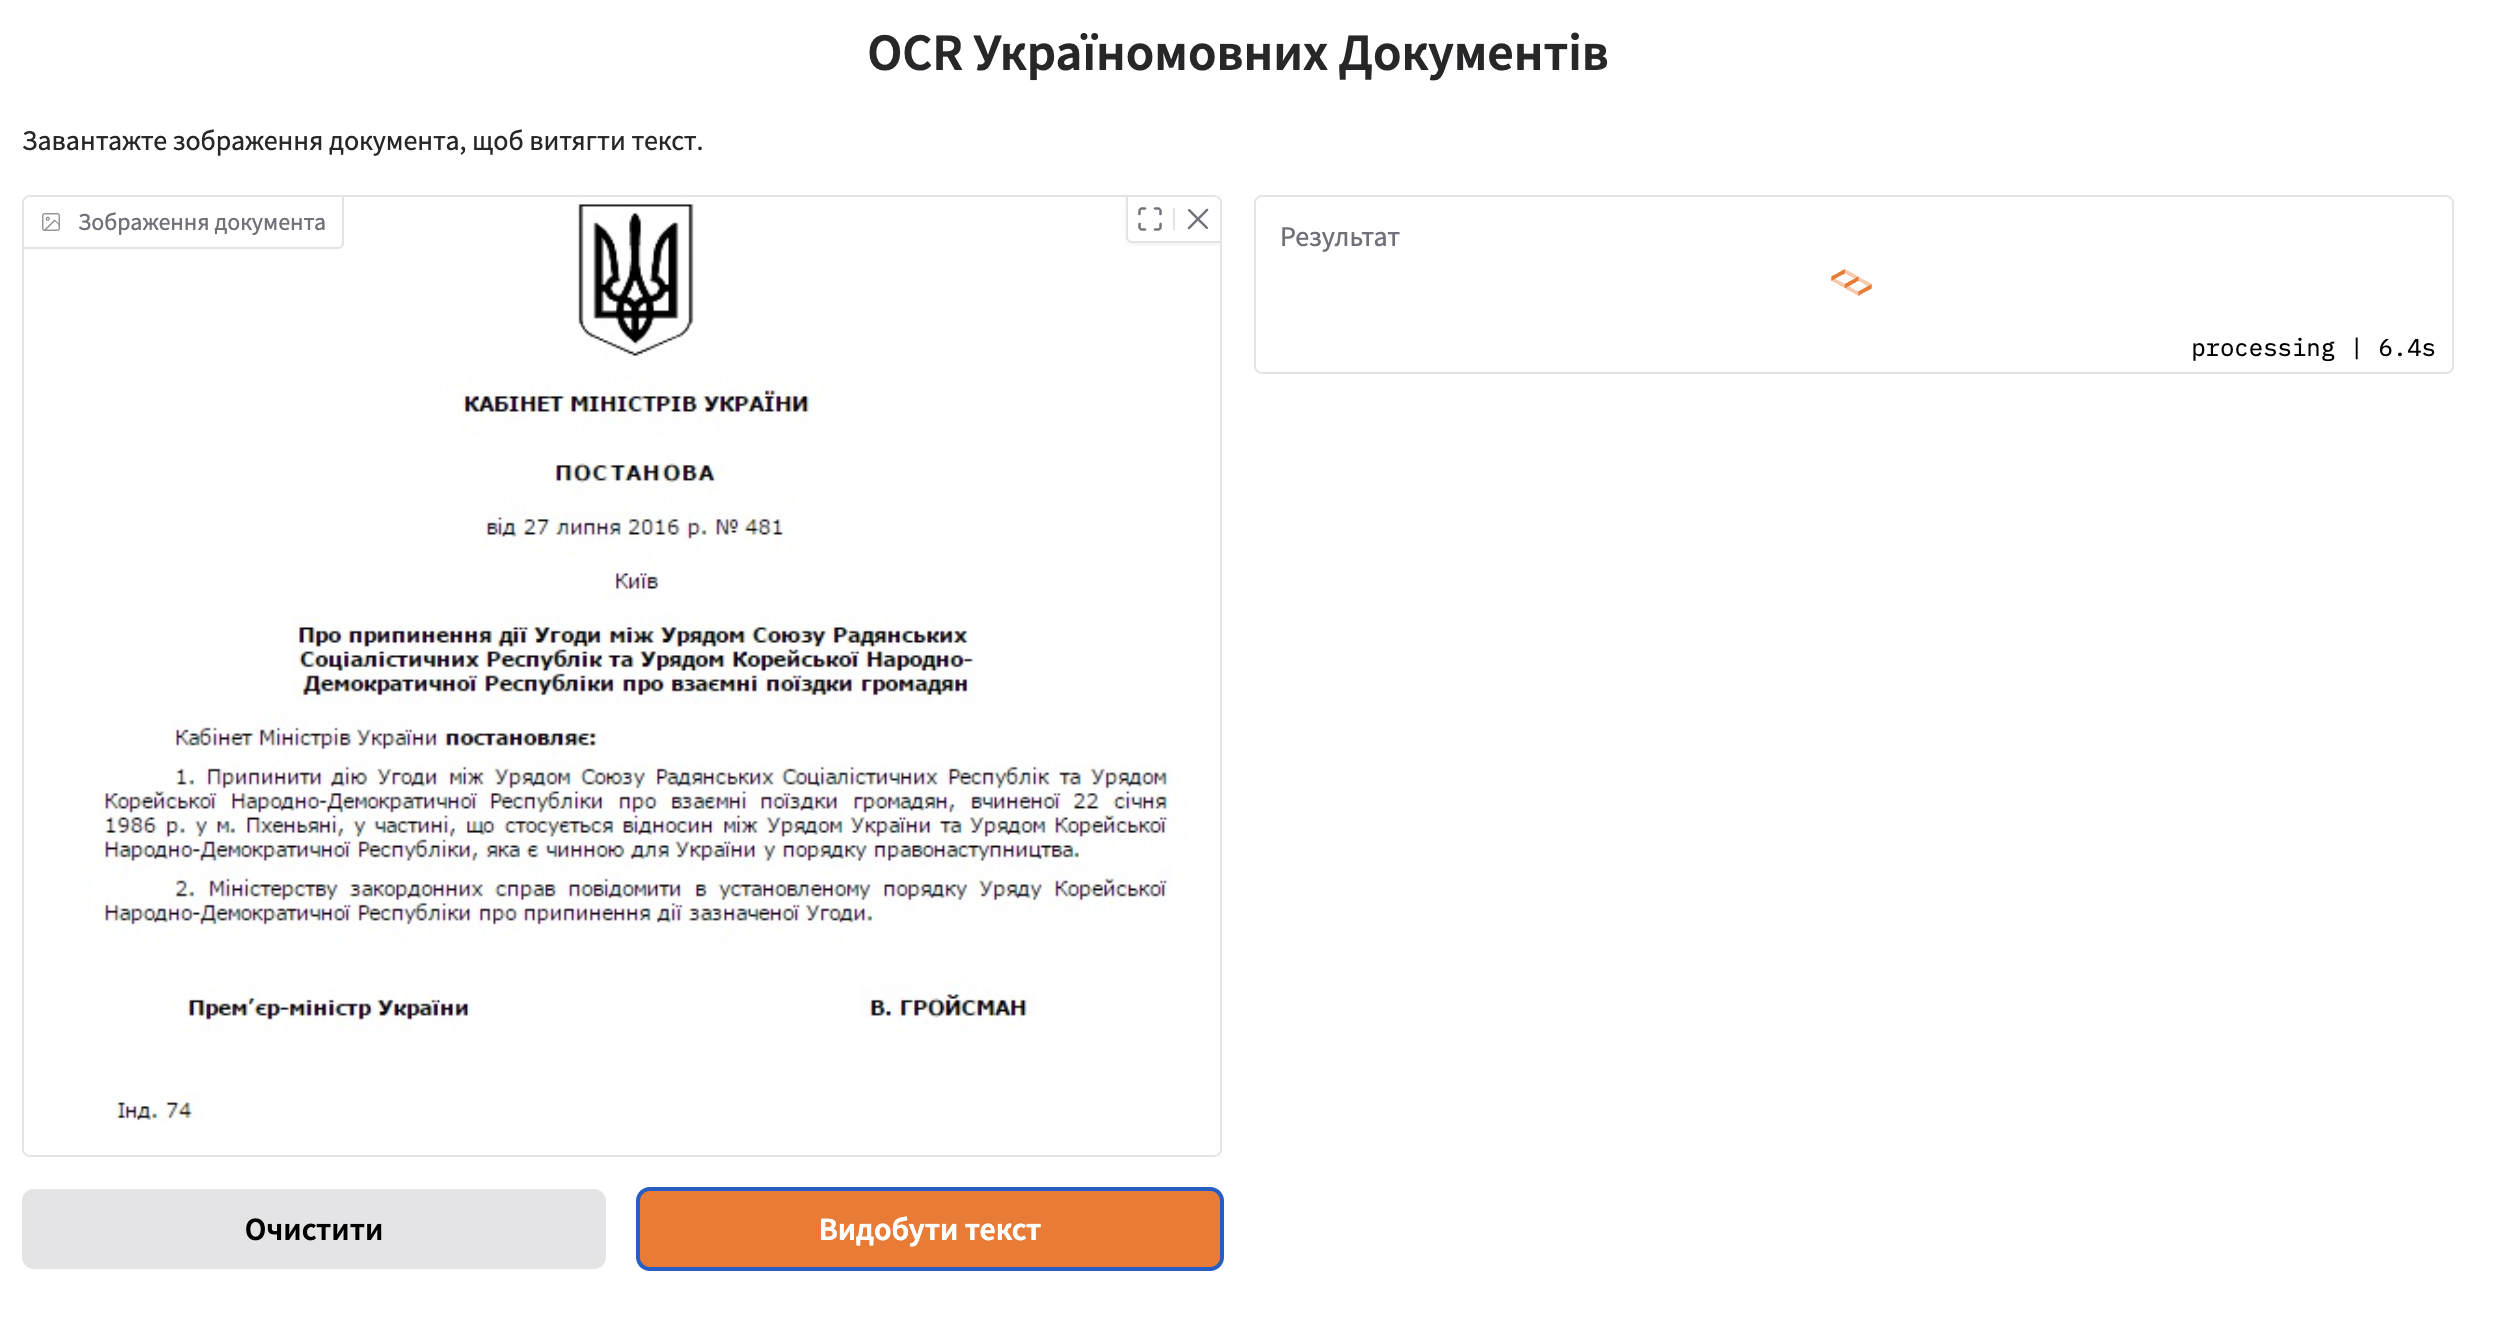 OCR Україномовних Документів
Завантажте зображення документа, щоб витягти текст.
Зображення документа
КАБІНЕТ МІНІСТРІВ УКРАЇНИ
ПОСТАНОВА
від 27 липня 2016 р. № 481
Київ
Про припинення дії Угоди між Урядом Союзу Радянських
Соціалістичних Республік та Урядом Корейської Народно-
Демократичної Республіки про взаємні поїздки громадян
Кабінет Міністрів України постановляє:
1. Припинити дію Угоди між Урядом Союзу Радянських Соціалістичних Республік та Урядом
Корейської Народно-Демократичної Республіки про взаємні поїздки громадян, вчиненої 22 січня
1986 р. у м. Пхеньяні, у частині, що стосується відносин між Урядом України та Урядом Корейської
Народно-Демократичної Республіки, яка є чинною для України у порядку правонаступництва.
2. Міністерству закордонних справ повідомити в установленому порядку Уряду Корейської
Народно-Демократичної Республіки про припинення дії зазначеної Угоди.
Прем’єр-міністр України В. ГРОЙСМАН
Інд. 74
Очистити
Видобути текст
Результат
processing | 6.4s